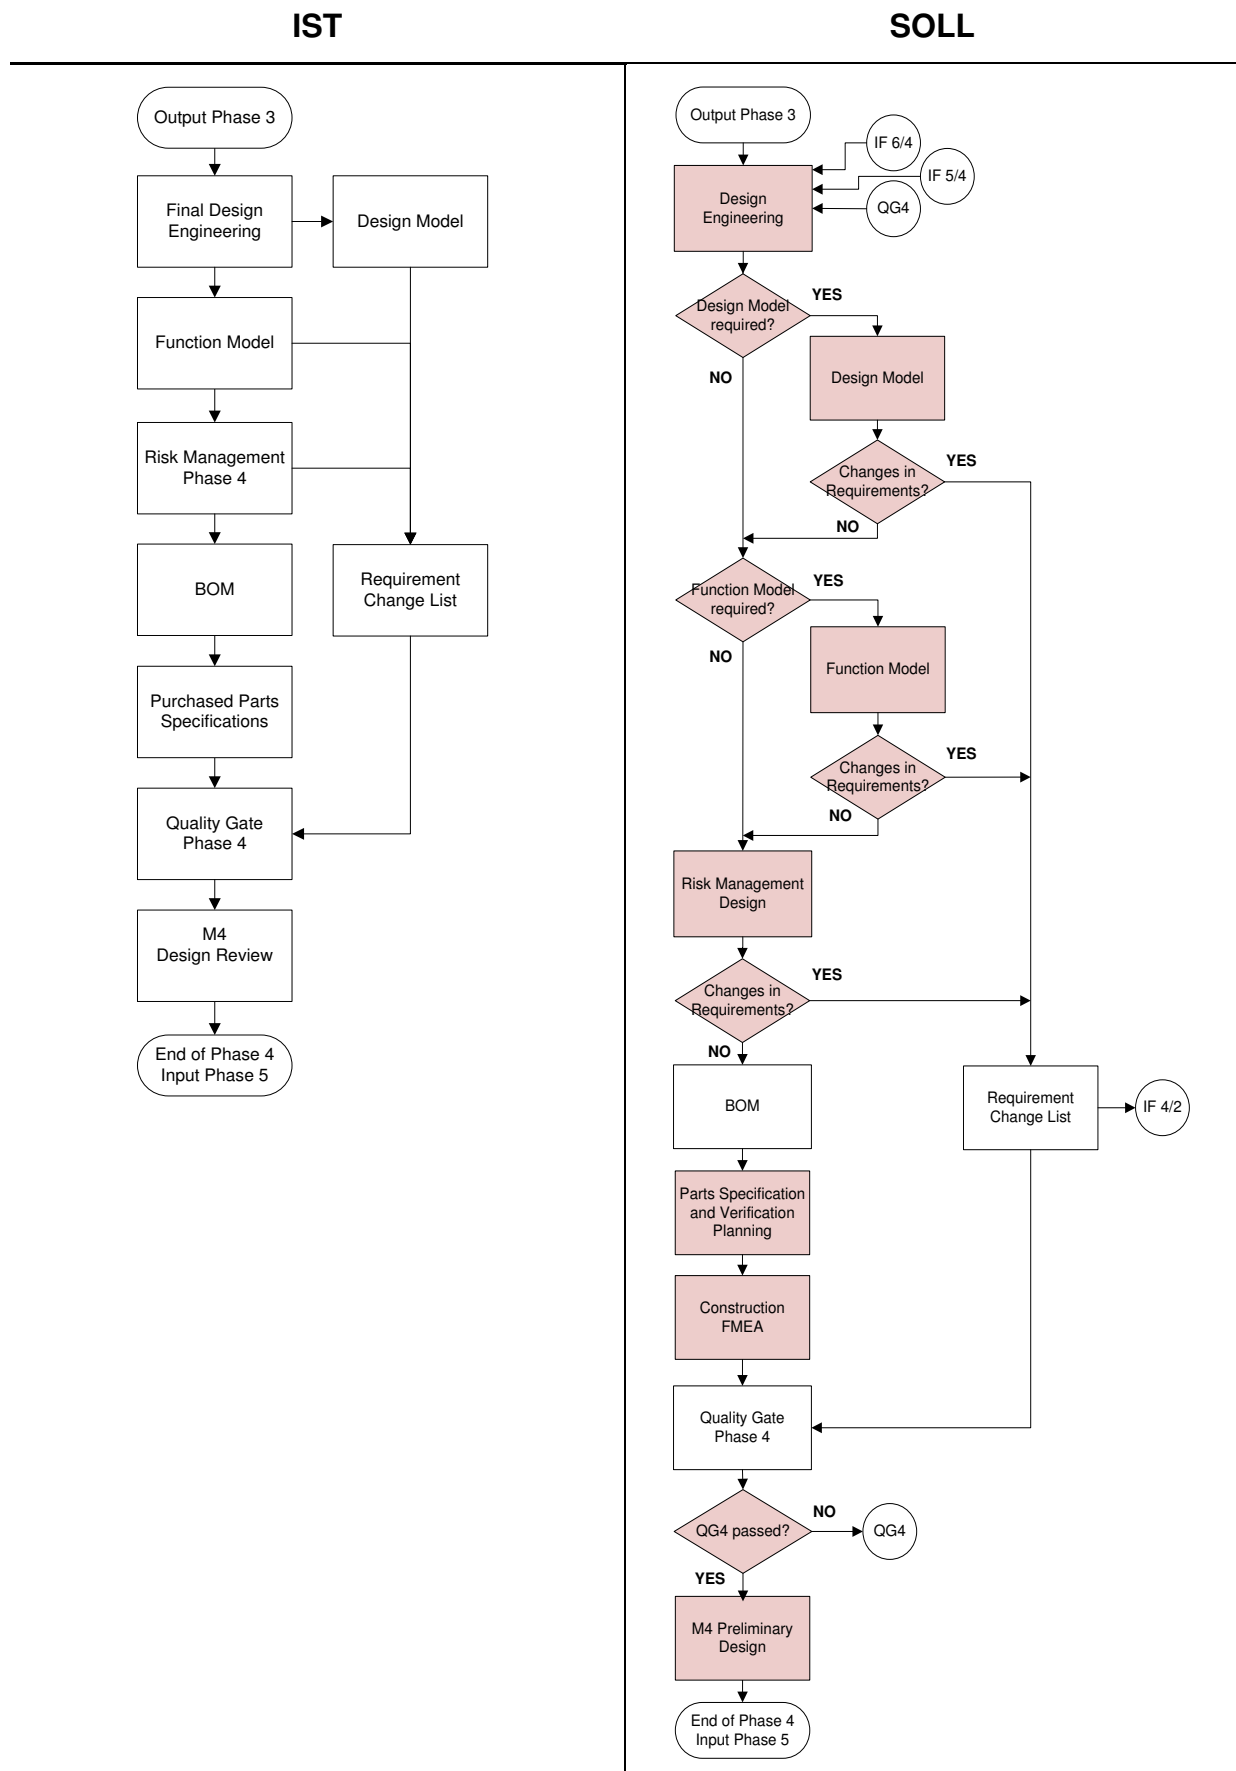 IST
Output Phase 3
Final Design
Engineering
Design Model
Function Model
Risk Management
Phase 4
BOM
Requirement
Change List
Purchased Parts
Specifications
Quality Gate
Phase 4
M4
Design Review
End of Phase 4
Input Phase 5
SOLL
Output Phase 3
IF 6/4
IF 5/4
QG4
Design
Engineering
Design Model
required?
YES
NO
Design Model
Changes in
Requirements?
YES
NO
Function Model
required?
YES
NO
Function Model
Changes in
Requirements?
YES
NO
Risk Management
Design
Changes in
Requirements?
YES
NO
BOM
Requirement
Change List
IF 4/2
Parts Specification
and Verification
Planning
Construction
FMEA
Quality Gate
Phase 4
QG4 passed?
NO
QG4
YES
M4 Preliminary
Design
End of Phase 4
Input Phase 5